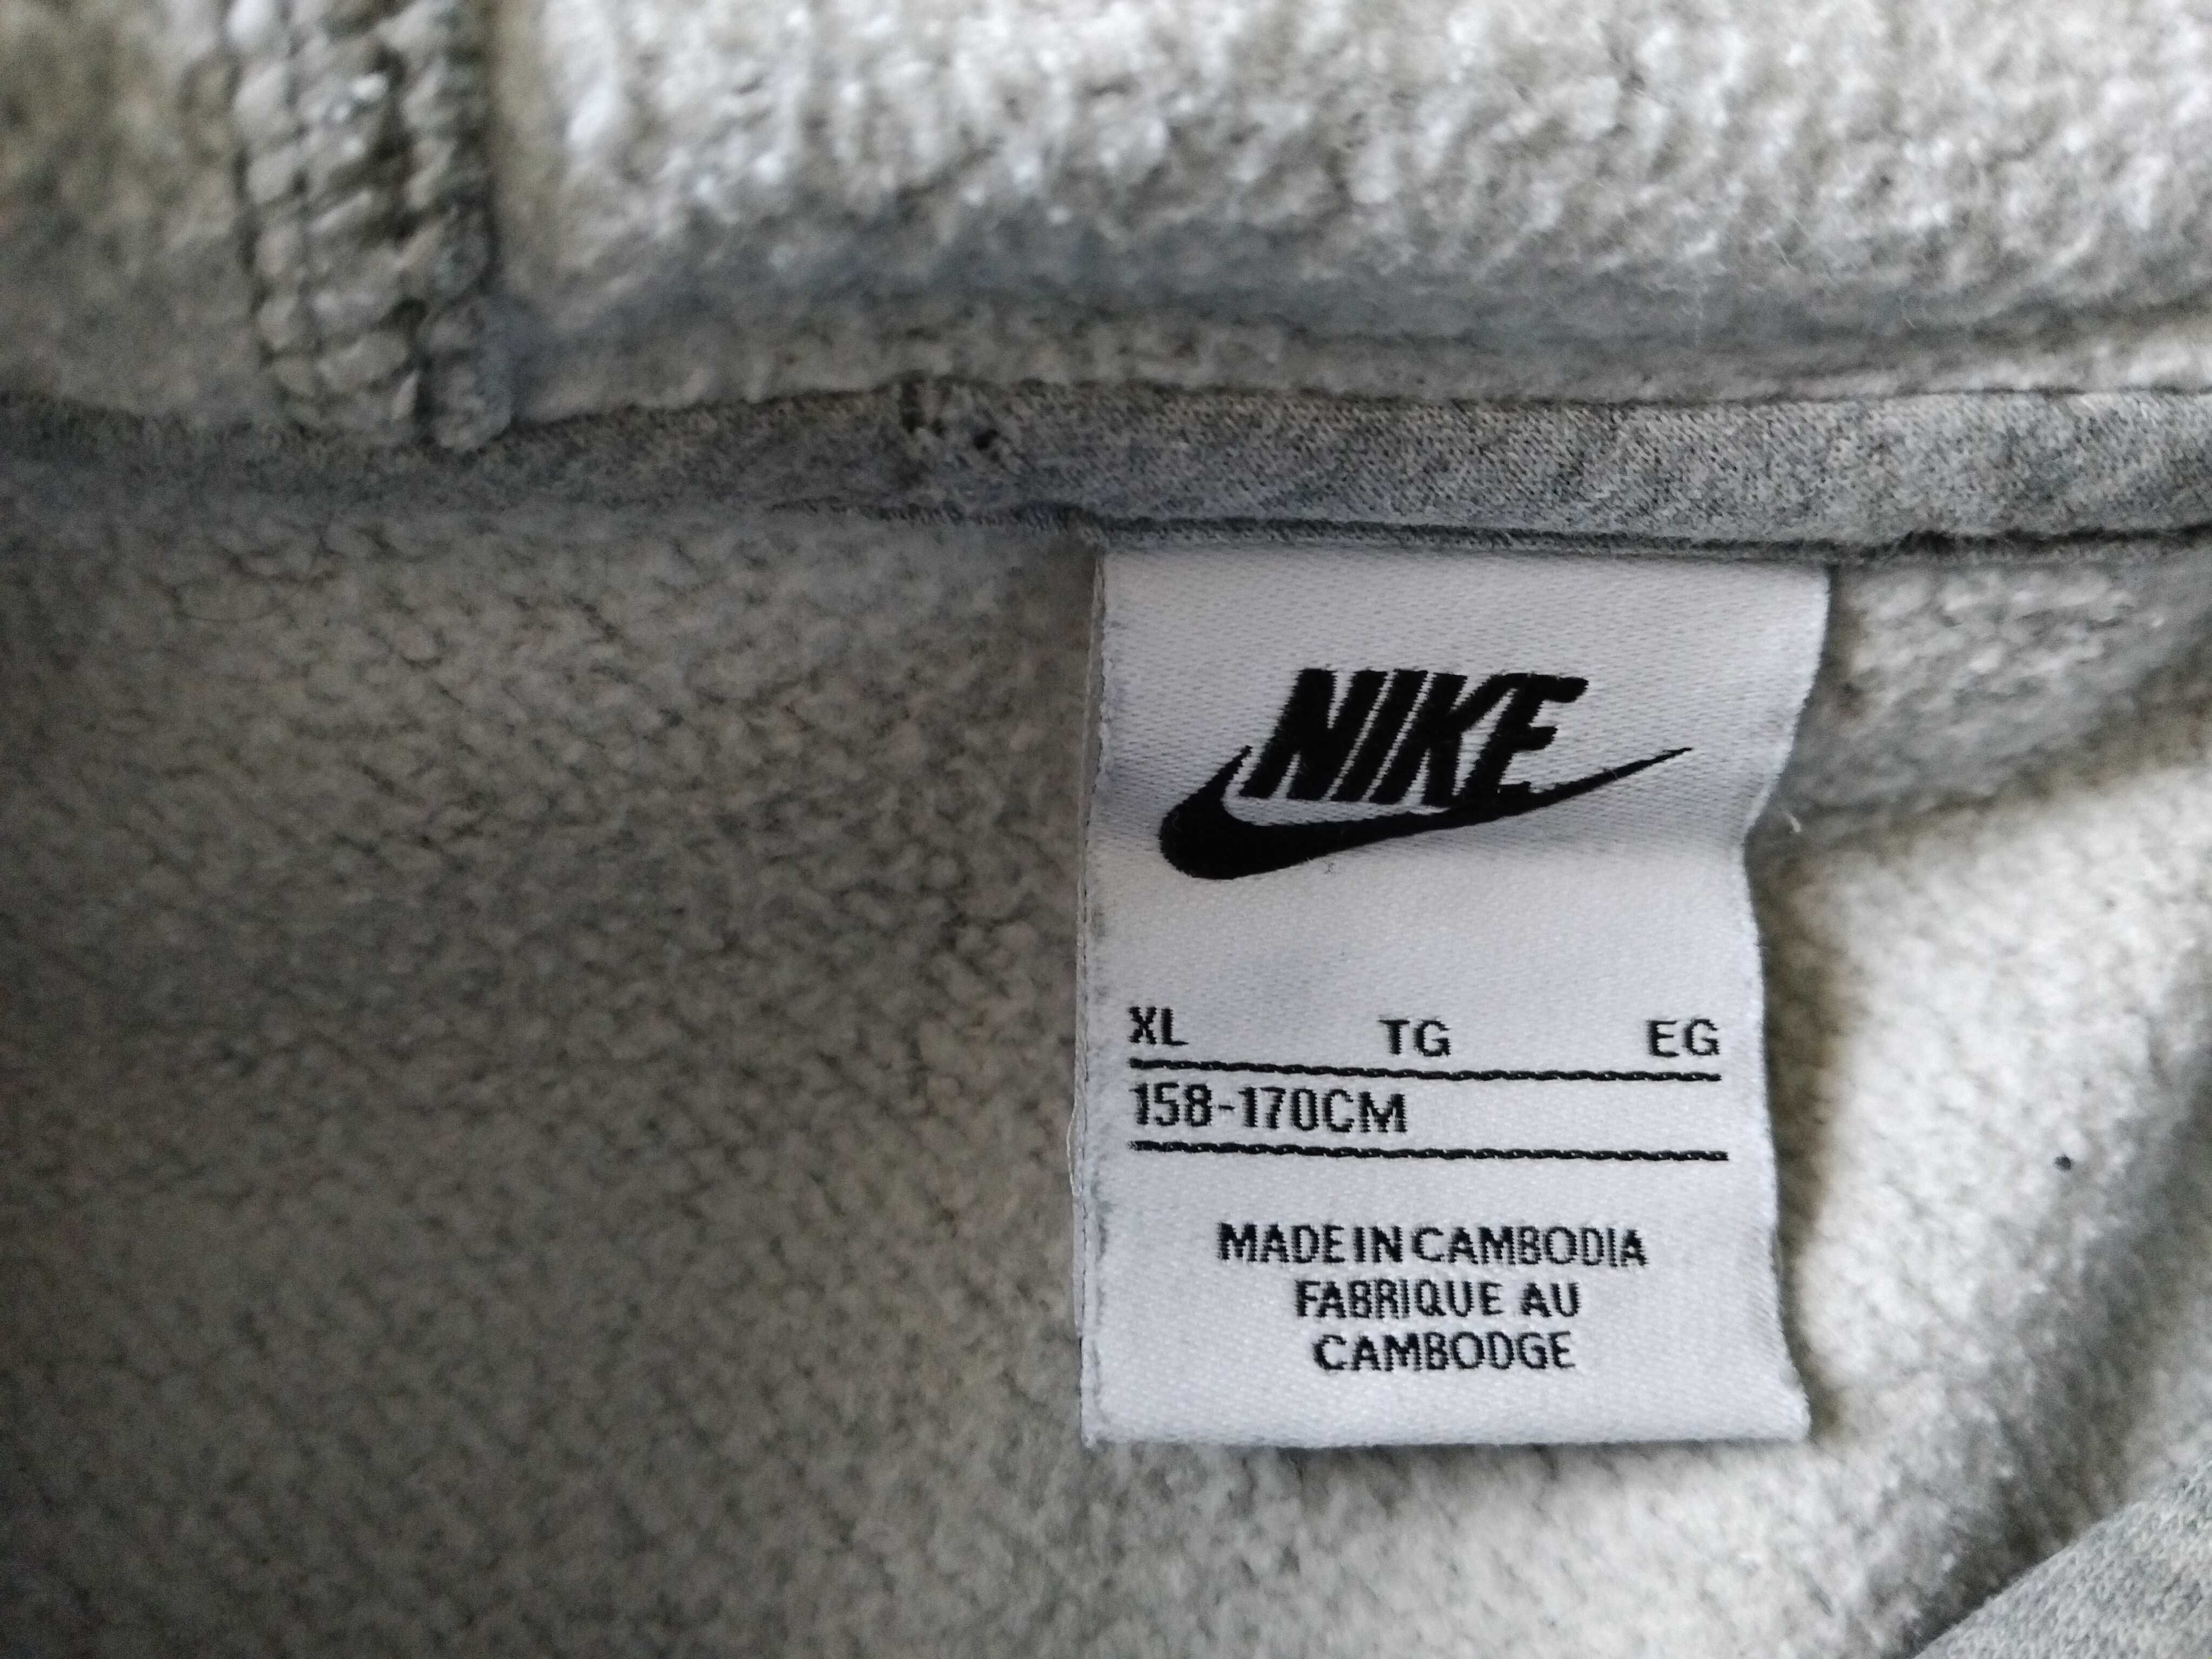 NIKE
XL TG EG
158-170CM
MADE IN CAMBODIA
FABRIQUE AU
CAMBODGE